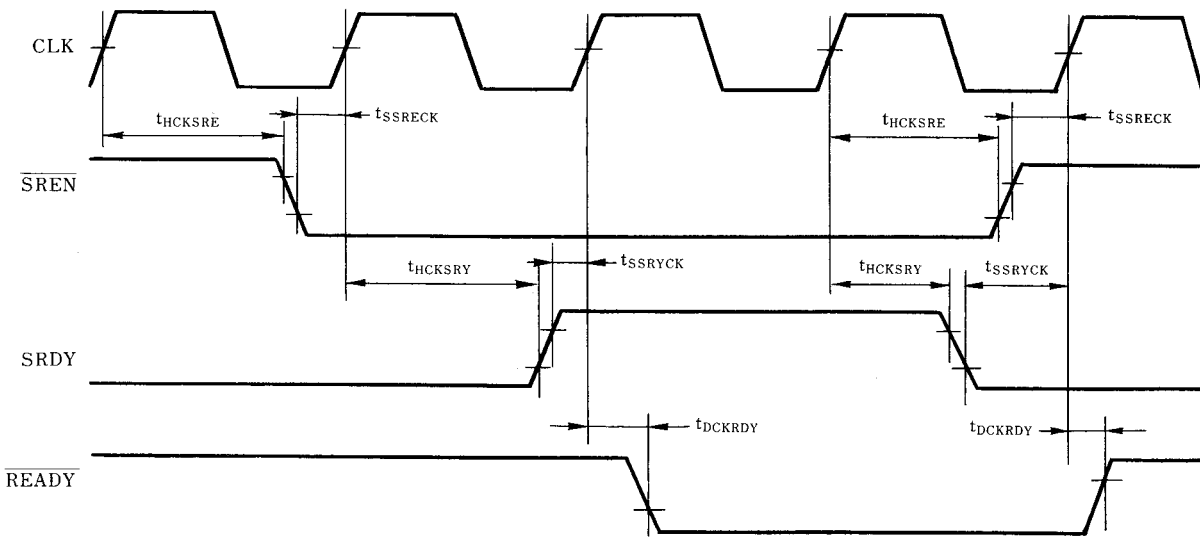 CLK
tSSRECK
tHCKSRE
tHCKSRE
tSSRECK
SREN
tHCKSRY
tSSRYCK
tHCKSRY
tSSRYCK
SRDY
tDCKRDY
tDCKRDY
READY